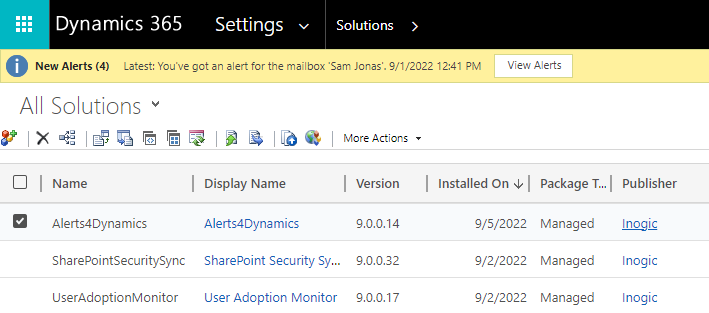 Dynamics 365 Settings Solutions
New Alerts (4) Latest: You've got an alert for the mailbox 'Sam Jonas'. 9/1/2022 12:41 PM View Alerts
All Solutions
More Actions
Name Display Name Version Installed On Package T... Publisher
Alerts4Dynamics Alerts4Dynamics 9.0.0.14 9/5/2022 Managed Inogic
SharePointSecuritySync SharePoint Security Sy... 9.0.0.32 9/2/2022 Managed Inogic
UserAdoptionMonitor User Adoption Monitor 9.0.0.17 9/2/2022 Managed Inogic